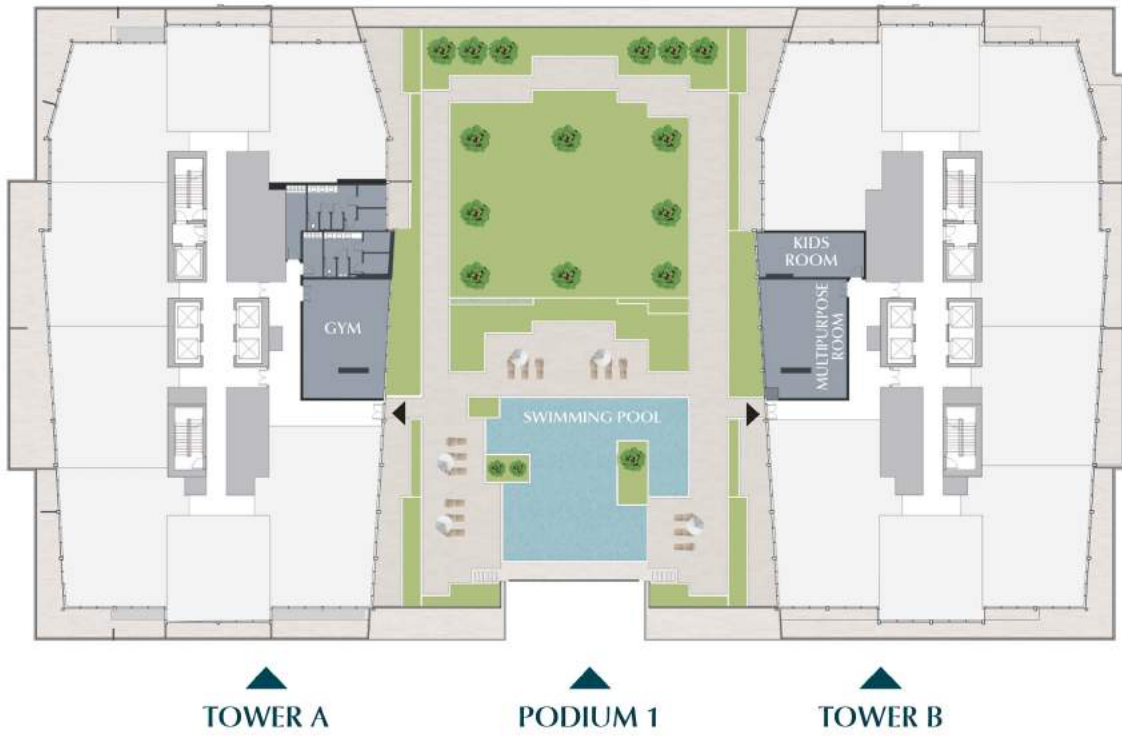 KIDS
ROOM
GYM
MULTIPURPOSE
ROOM
SWIMMING POOL
TOWER A
PODIUM 1
TOWER B